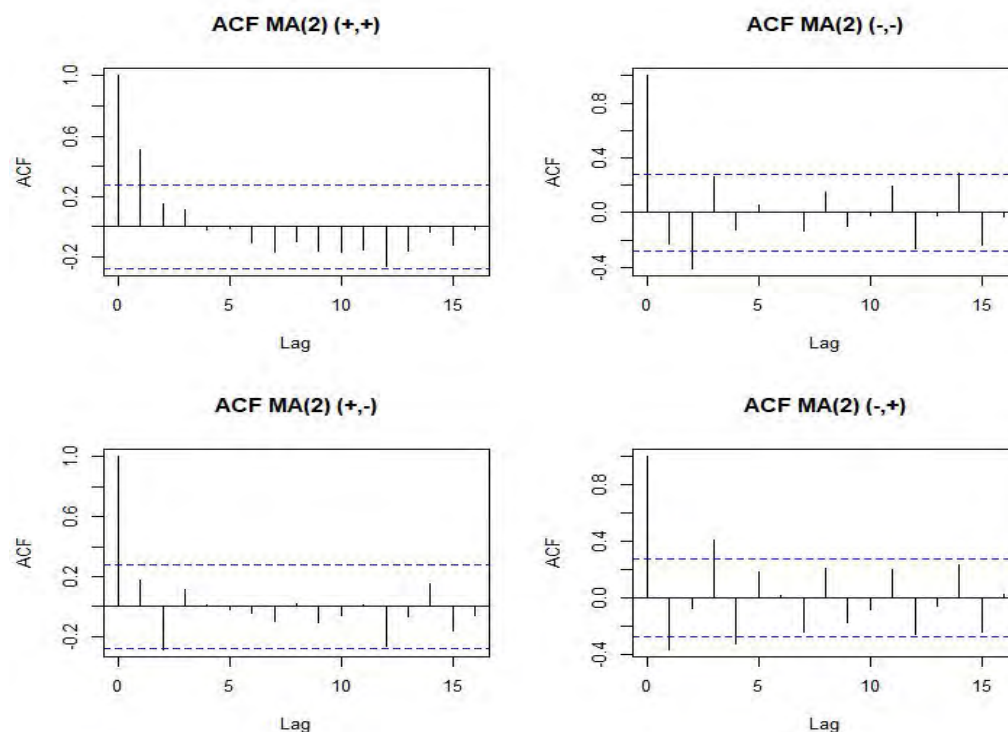 ACF MA(2) (+,+)
ACF
1.0
0.6
0.2
-0.2
0 5 10 15
Lag
ACF MA(2) (-,-)
ACF
0.8
0.4
0.0
-0.4
0 5 10 15
Lag
ACF MA(2) (+,-)
ACF
1.0
0.6
0.2
-0.2
0 5 10 15
Lag
ACF MA(2) (-,+)
ACF
0.8
0.4
0.0
-0.4
0 5 10 15
Lag